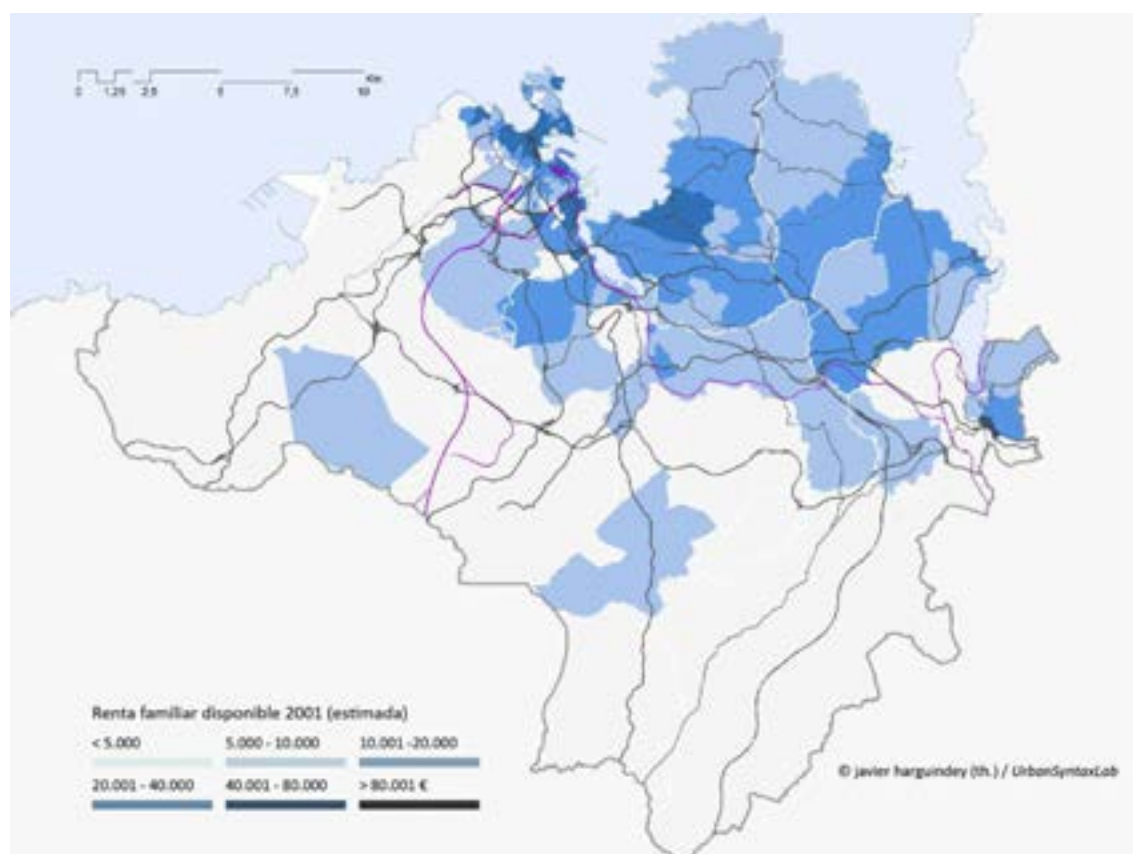 Km
0 1,25 2,5 5 7,5 10
Renta familiar disponible 2001 (estimada)
< 5.000 5.000 - 10.000 10.001 -20.000
20.001 - 40.000 40.001 - 80.000 > 80.001 €
© javier harguindey (th.) / UrbanSyntaxLab